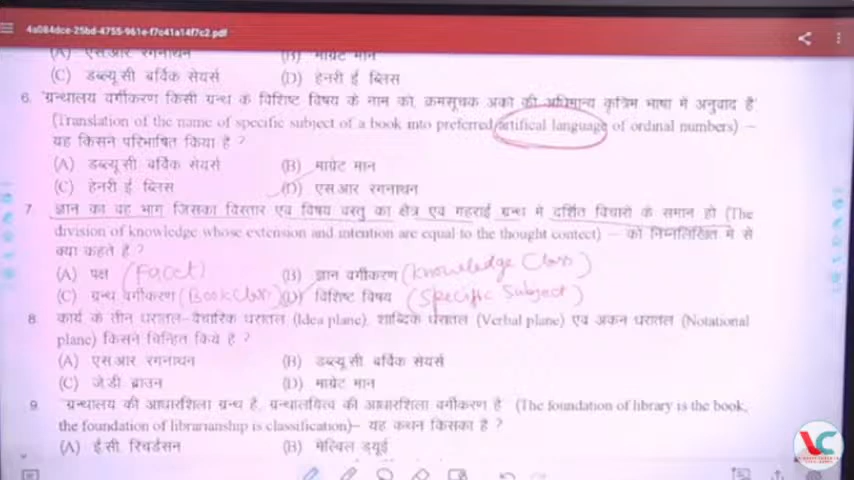 4a084dce-25bd-4755-961e-f7c41a14f7c2.pdf
(A) एस आर रंगनाथन (B) माग्रेट मान
(C) डब्ल्यू सी बर्विक सेयर्स (D) हेनरी ई ब्लिस
6. 'ग्रन्थालय वर्गीकरण किसी ग्रन्थ के विशिष्ट विषय के नाम को, क्रमसूचक अंको की अधिमान्य कृत्रिम भाषा में अनुवाद है'
(Translation of the name of specific subject of a book into preferred artifical language of ordinal numbers) –
यह किसने परिभाषित किया है ?
(A) डब्ल्यू सी बर्विक सेयर्स (B) माग्रेट मान
(C) हेनरी ई ब्लिस (D) एस आर रंगनाथन
7. ज्ञान का वह भाग जिसका विस्तार एवं विषय वस्तु का क्षेत्र एवं गहराई ग्रन्थ में दर्शित विचारों के समान हो (The
division of knowledge whose extension and intention are equal to the thought contect) – को निम्नलिखित में से
क्या कहते है ?
(A) पक्ष (Facet) (B) ज्ञान वर्गीकरण (Knowledge Class)
(C) ग्रन्थ वर्गीकरण (Book Class) (D) विशिष्ट विषय (Specific Subject)
8. कार्य के तीन धरातल–वैचारिक धरातल (Idea plane), शाब्दिक धरातल (Verbal plane) एवं अंकन धरातल (Notational
plane) किसने चिन्हित किये है ?
(A) एस आर रंगनाथन (B) डब्ल्यू सी बर्विक सेयर्स
(C) जे.डी. ब्राउन (D) माग्रेट मान
9. ग्रन्थालय की आधारशिला ग्रन्थ है, ग्रन्थालयित्व की आधारशिला वर्गीकरण है (The foundation of library is the book,
the foundation of librarianship is classification)– यह कथन किसका है ?
(A) ई.सी. रिचर्डसन (B) मेल्विल ड्यूई
VC